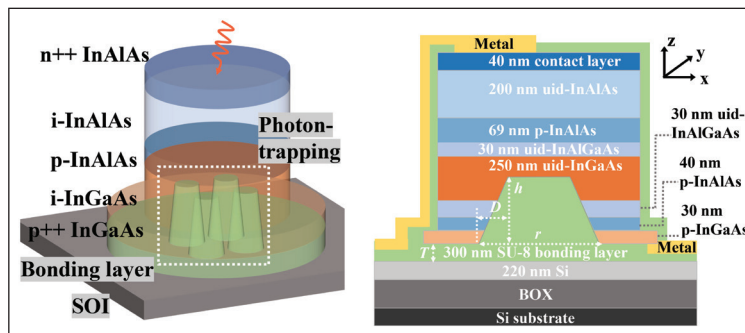 n++ InAlAs
i-InAlAs
p-InAlAs
i-InGaAs
p++ InGaAs
Bonding layer
SOI
Photon-
trapping
Metal
40 nm contact layer
200 nm uid-InAlAs
69 nm p-InAlAs
30 nm uid-InAlGaAs
250 nm uid-InGaAs
h
D
r
T
300 nm SU-8 bonding layer
220 nm Si
BOX
Si substrate
z
y
x
30 nm uid-
InAlGaAs
40 nm
p-InAlAs
30 nm
p-InGaAs
Metal